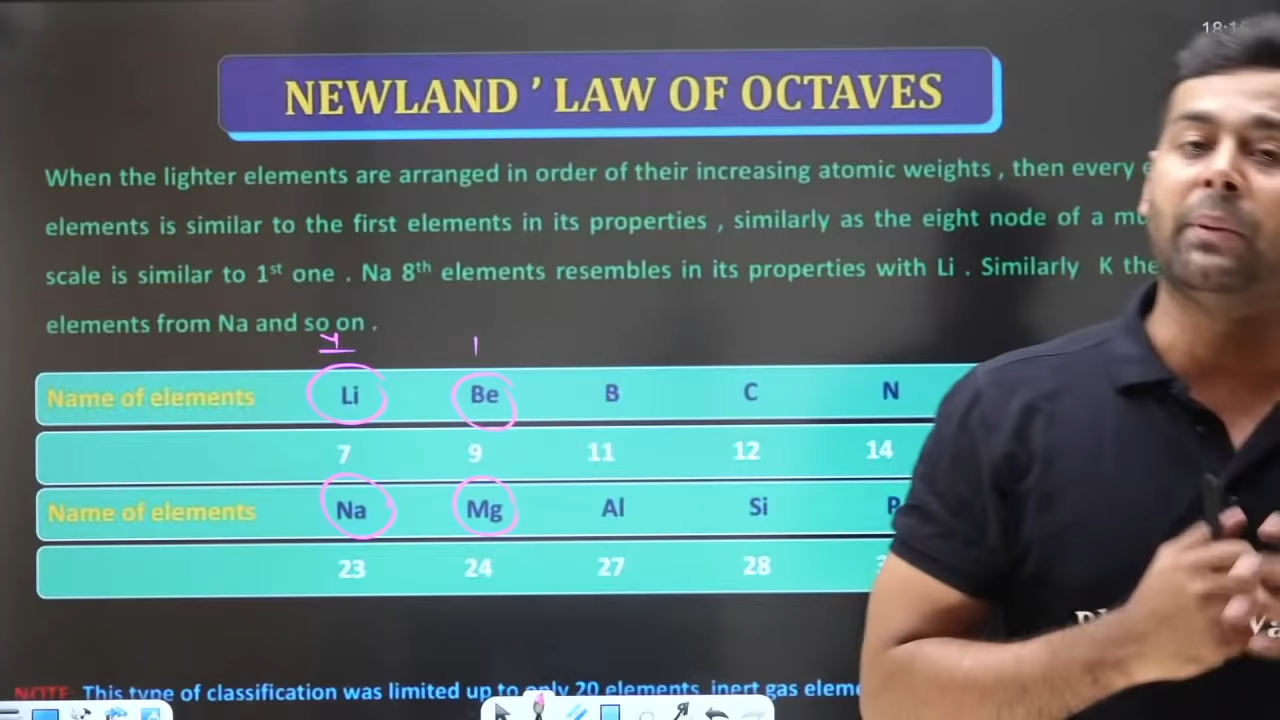 18:1
NEWLAND ’ LAW OF OCTAVES
When the lighter elements are arranged in order of their increasing atomic weights , then every
elements is similar to the first elements in its properties , similarly as the eight node of a
scale is similar to 1st one . Na 8th elements resembles in its properties with Li . Similarly K the
elements from Na and so on .
Name of elements Li Be B C N
7 9 11 12 14
Name of elements Na Mg Al Si P
23 24 27 28
NOTE: This type of classification was limited up to only 20 elements, inert gas